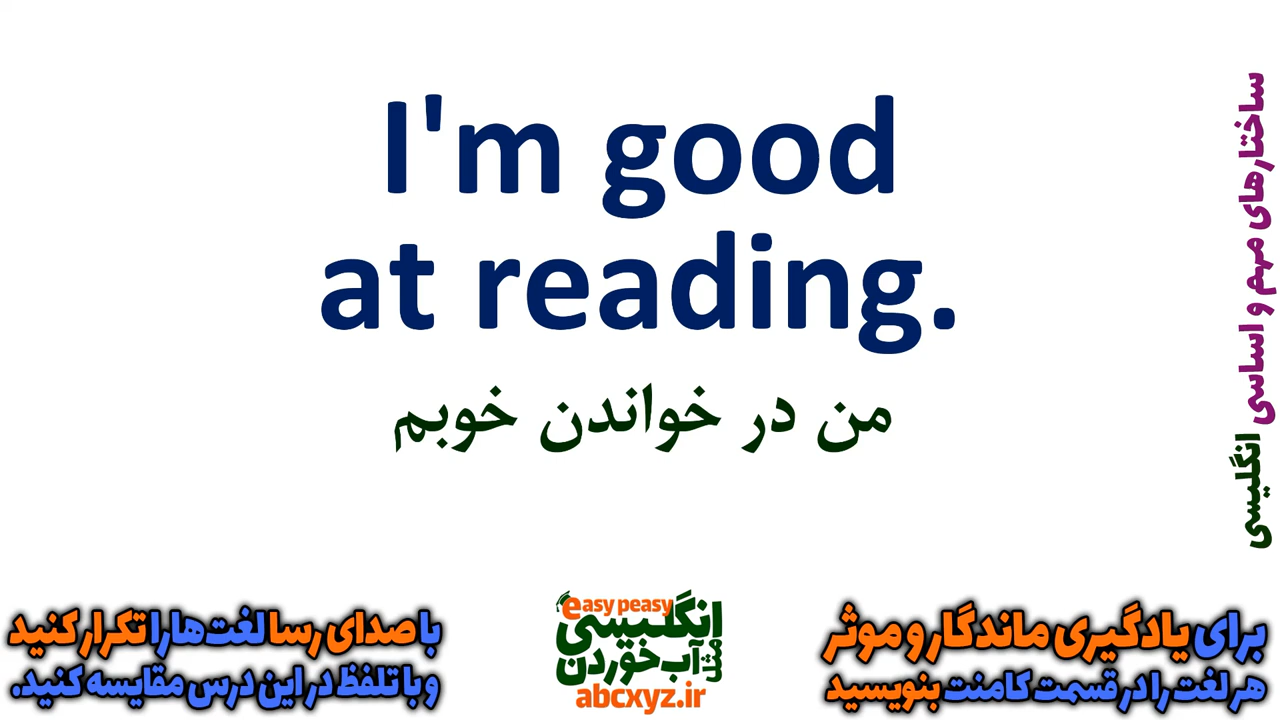 I'm good
at reading.
من در خواندن خوبم
ساختارهای مهم و اساسی انگلیسی
برای یادگیری ماندگار و موثر
هر لغت را در قسمت کامنت بنویسید
easy peasy
انگلیسی
مثل آب خوردن
abcxyz.ir
با صدای رسا لغت‌ها را تکرار کنید
و با تلفظ در این درس مقایسه کنید.